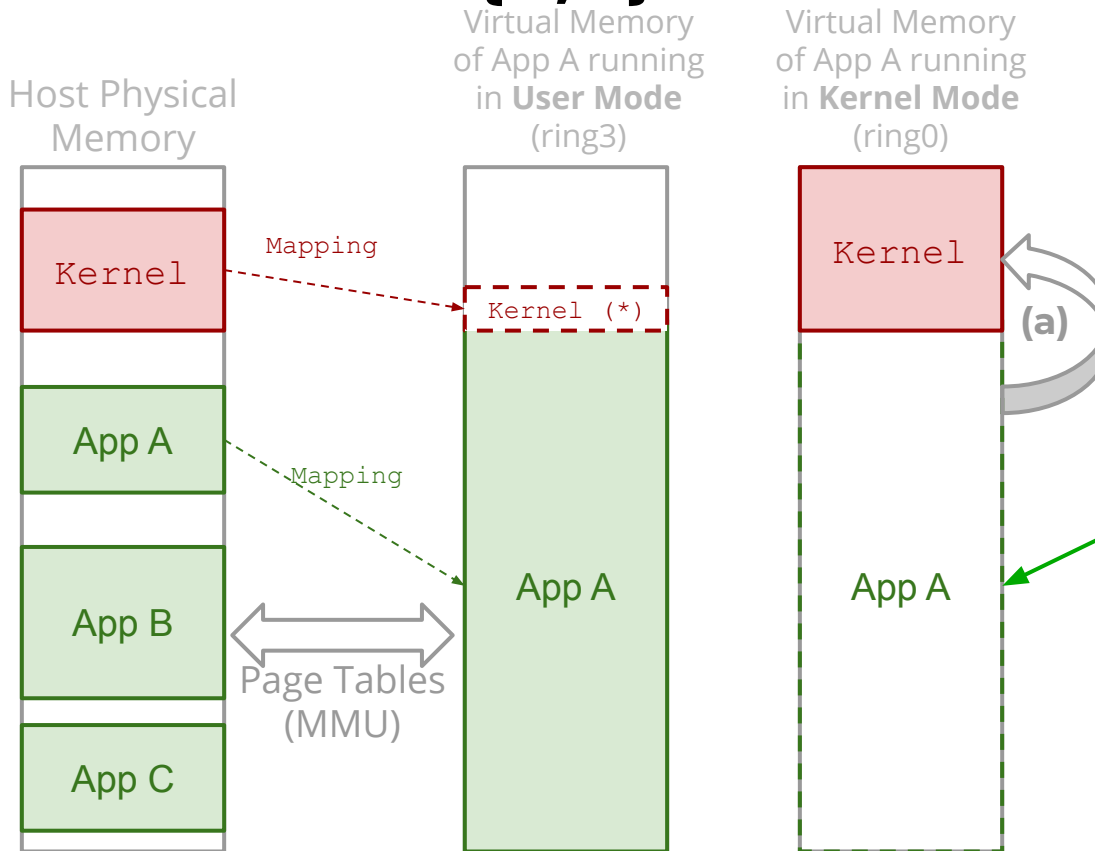 Host Physical
Memory
Virtual Memory
of App A running
in User Mode
(ring3)
Virtual Memory
of App A running
in Kernel Mode
(ring0)
Kernel
Mapping
Kernel (*)
Kernel
(a)
App A
Mapping
App A
App A
App B
Page Tables
(MMU)
App C